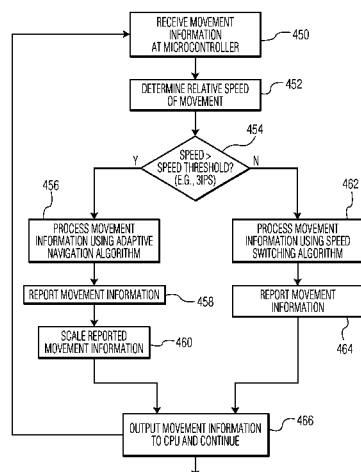 RECEIVE MOVEMENT
INFORMATION
AT MICROCONTROLLER
450
DETERMINE RELATIVE SPEED
OF MOVEMENT
452
454
SPEED >
SPEED THRESHOLD?
(E.G., 3IPS)
Y
N
456
PROCESS MOVEMENT
INFORMATION USING ADAPTIVE
NAVIGATION ALGORITHM
462
PROCESS MOVEMENT
INFORMATION USING SPEED
SWITCHING ALGORITHM
REPORT MOVEMENT INFORMATION
458
REPORT MOVEMENT
INFORMATION
464
SCALE REPORTED
MOVEMENT INFORMATION
460
OUTPUT MOVEMENT INFORMATION
TO CPU AND CONTINUE
466